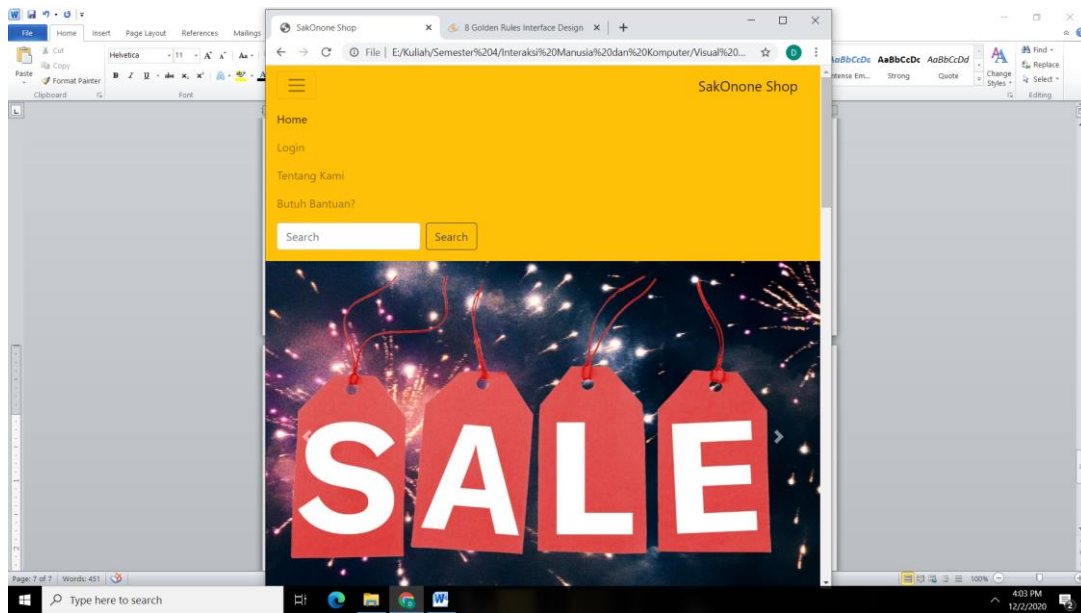 File Home Insert Page Layout References Mailings
Cut
Copy
Paste
Format Painter
Clipboard
Helvetica 11
Font
SakOnone Shop
8 Golden Rules Interface Design
File | E:/Kuliah/Semester%204/Interaksi%20Manusia%20dan%20Komputer/Visual%20...
AaBbCcDc AaBbCcDc AaBbCcDd
Strong Quote
Change Styles
Find
Replace
Select
Editing
SakOnone Shop
Home
Login
Tentang Kami
Butuh Bantuan?
Search Search
SALE
Page: 7 of 7 Words: 451
100%
Type here to search
4:03 PM
12/2/2020